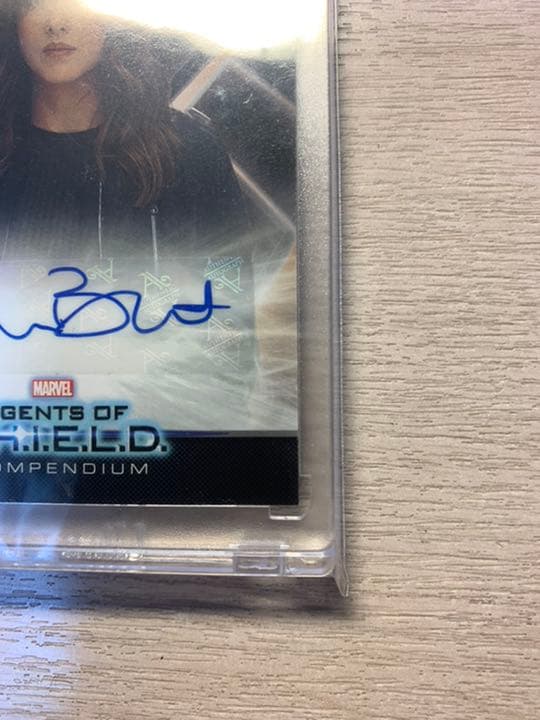 MARVEL
GENTS OF
.H.I.E.L.D.
OMPENDIUM